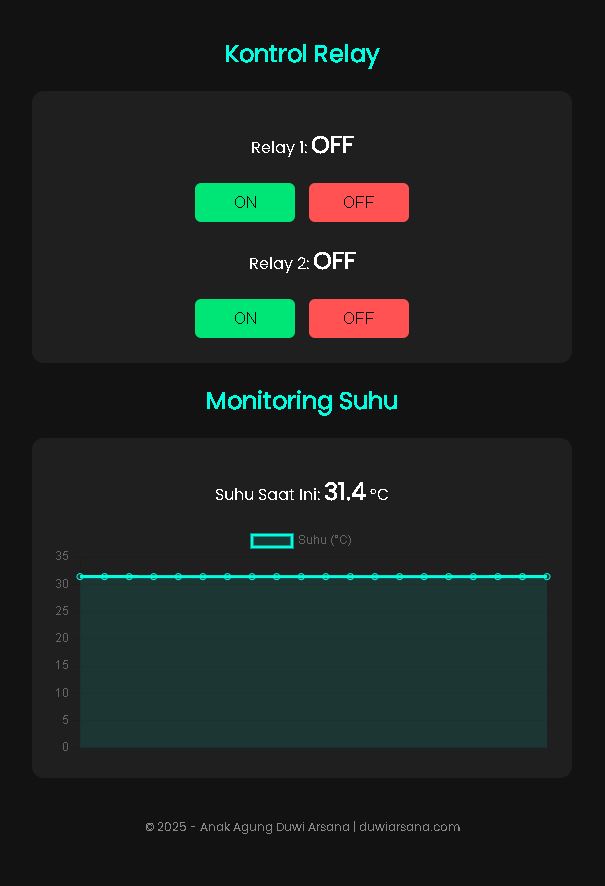 Kontrol Relay
Relay 1: OFF
ON OFF
Relay 2: OFF
ON OFF
Monitoring Suhu
Suhu Saat Ini: 31.4 °C
Suhu (°C)
35
30
25
20
15
10
5
0
© 2025 - Anak Agung Duwi Arsana | duwiarsana.com